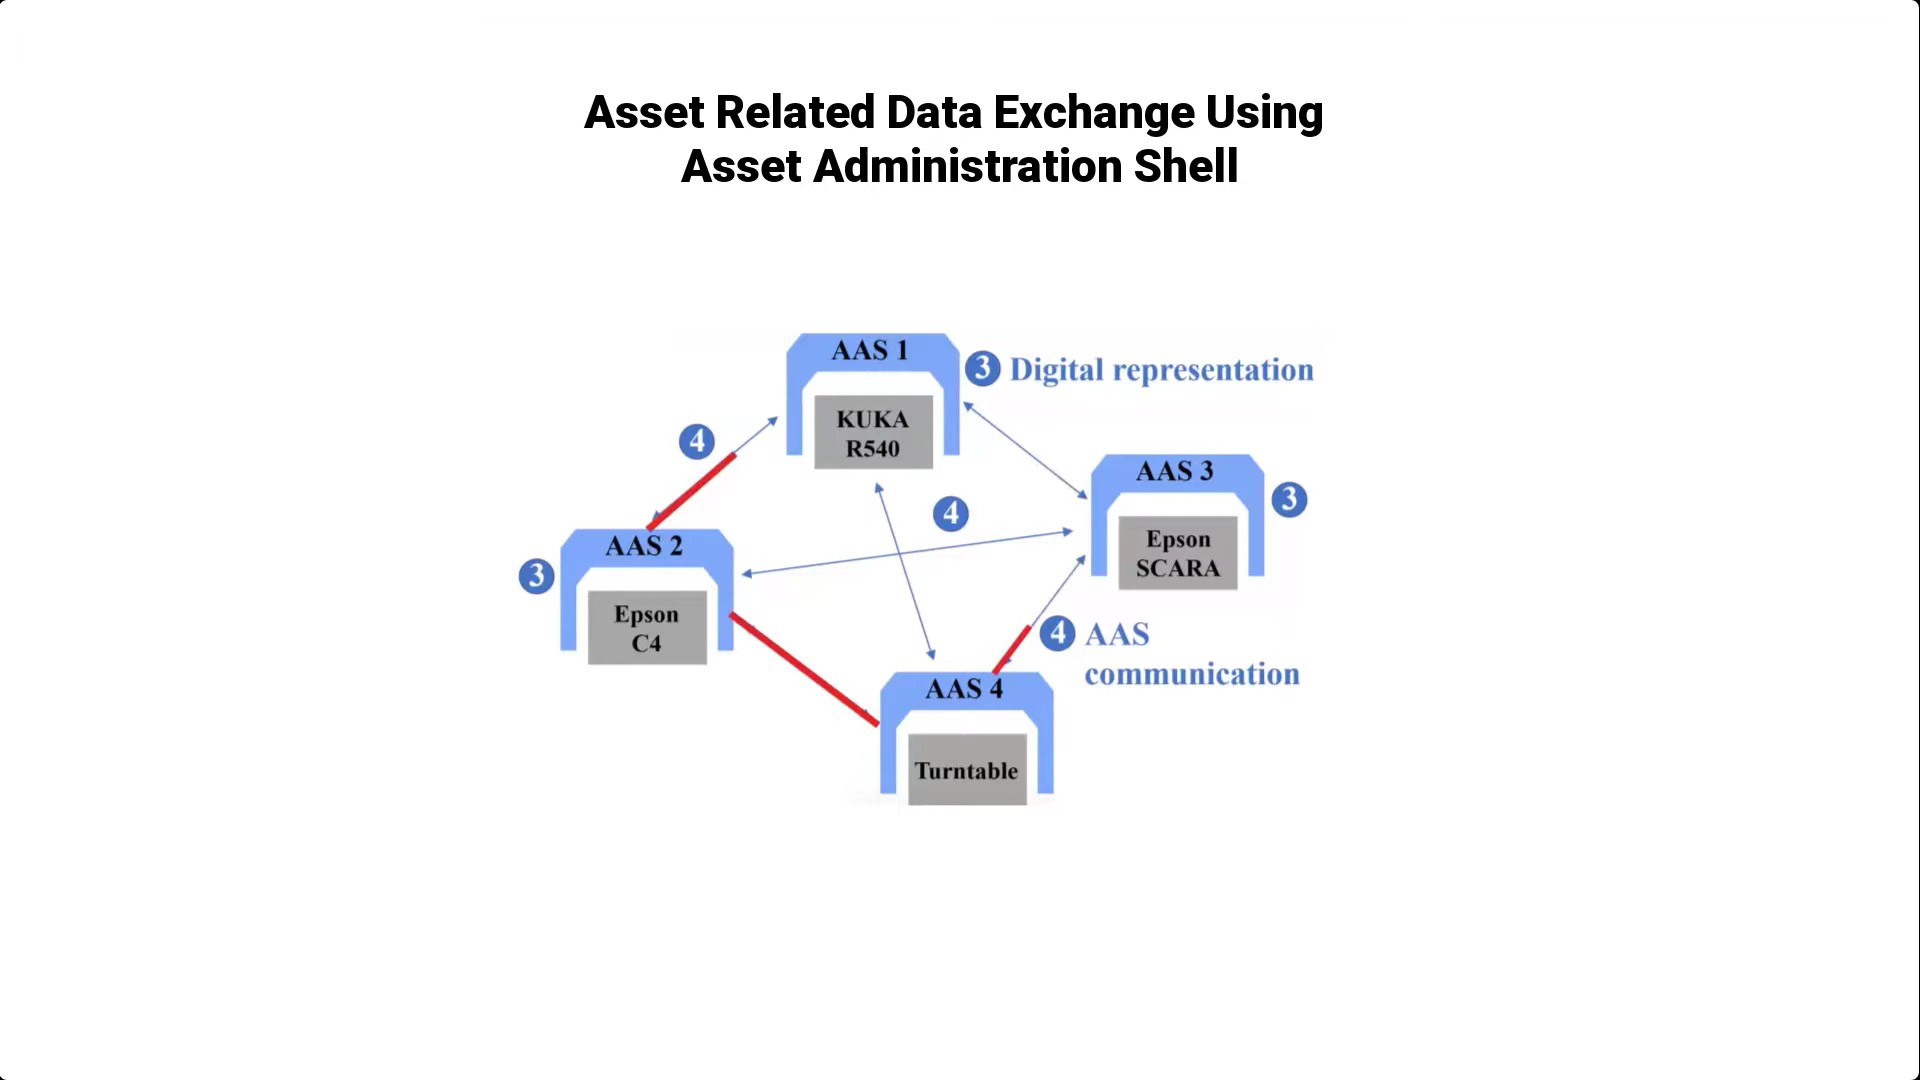 Asset Related Data Exchange Using
Asset Administration Shell
AAS 1
3 Digital representation
KUKA
R540
4
AAS 3
3
Epson
SCARA
4
AAS 2
3
Epson
C4
4 AAS
communication
AAS 4
Turntable